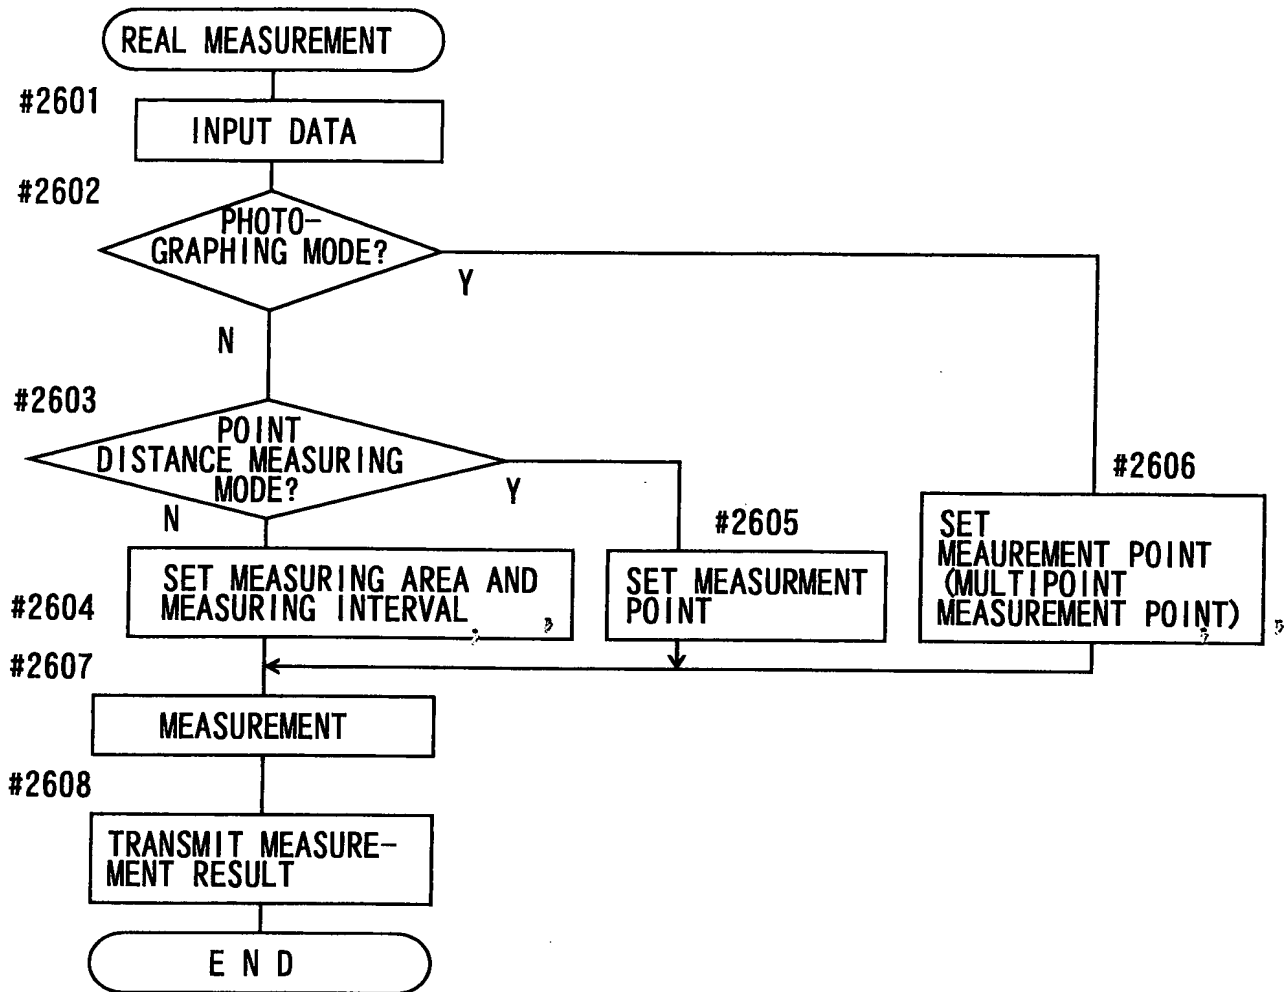 REAL MEASUREMENT
#2601
INPUT DATA
#2602
PHOTO-
GRAPHING MODE?
Y
N
#2603
POINT
DISTANCE MEASURING
MODE?
Y
N
#2604
SET MEASURING AREA AND
MEASURING INTERVAL
#2605
SET MEASURMENT
POINT
#2606
SET
MEAUREMENT POINT
(MULTIPOINT
MEASUREMENT POINT)
#2607
MEASUREMENT
#2608
TRANSMIT MEASURE-
MENT RESULT
END